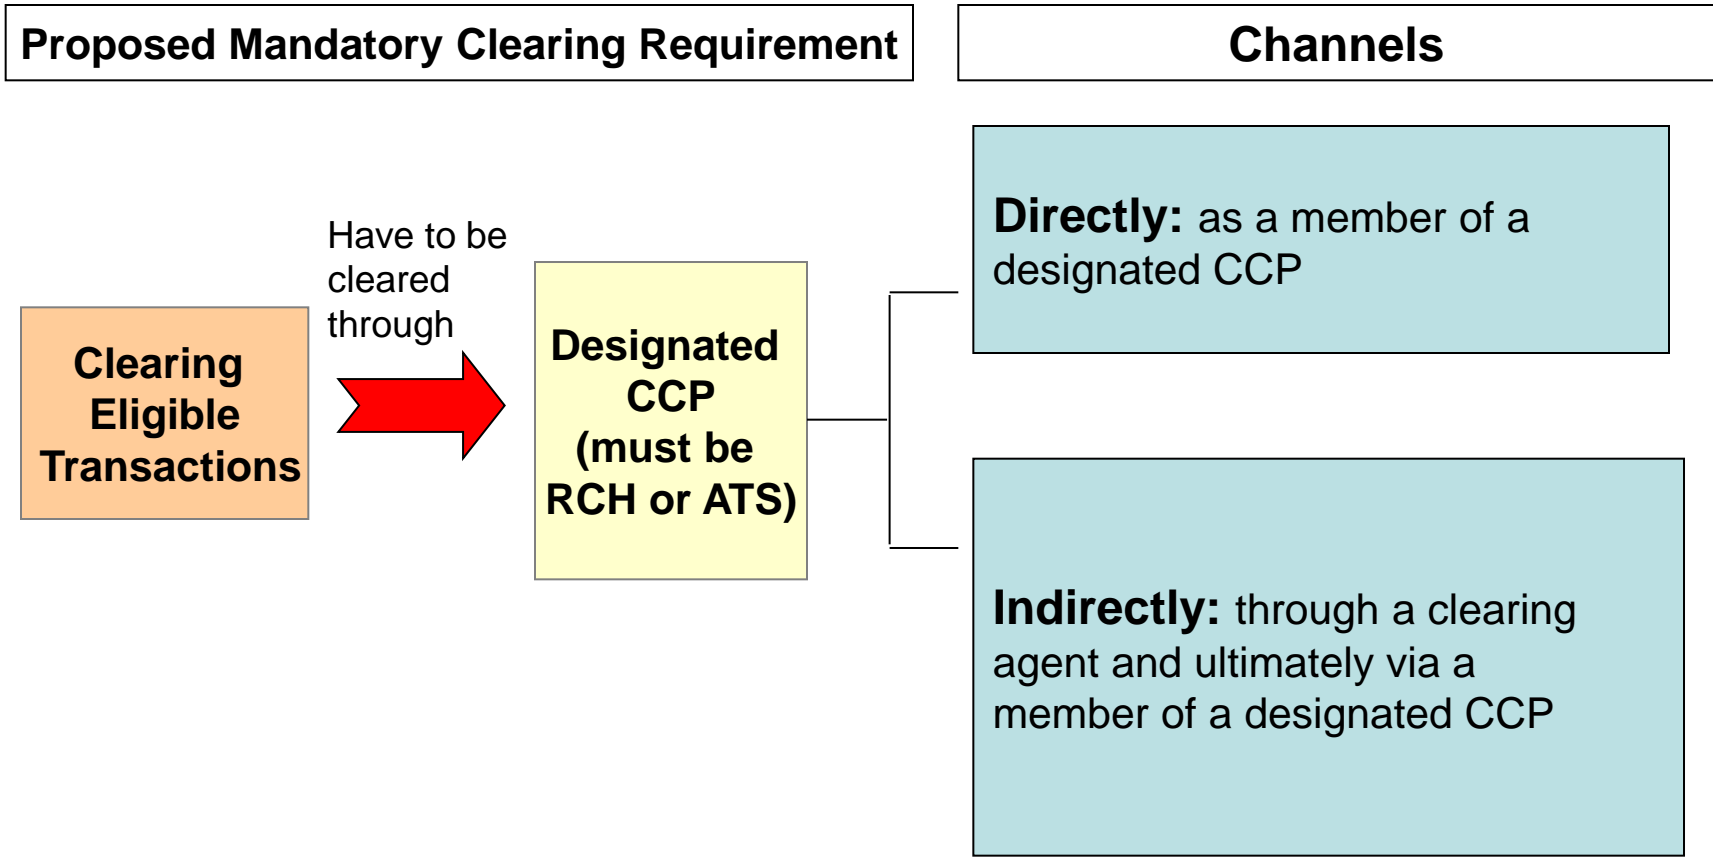 Proposed Mandatory Clearing Requirement
Channels
Have to be
cleared
through
Clearing
Eligible
Transactions
Designated
CCP
(must be
RCH or ATS)
Directly: as a member of a
designated CCP
Indirectly: through a clearing
agent and ultimately via a
member of a designated CCP